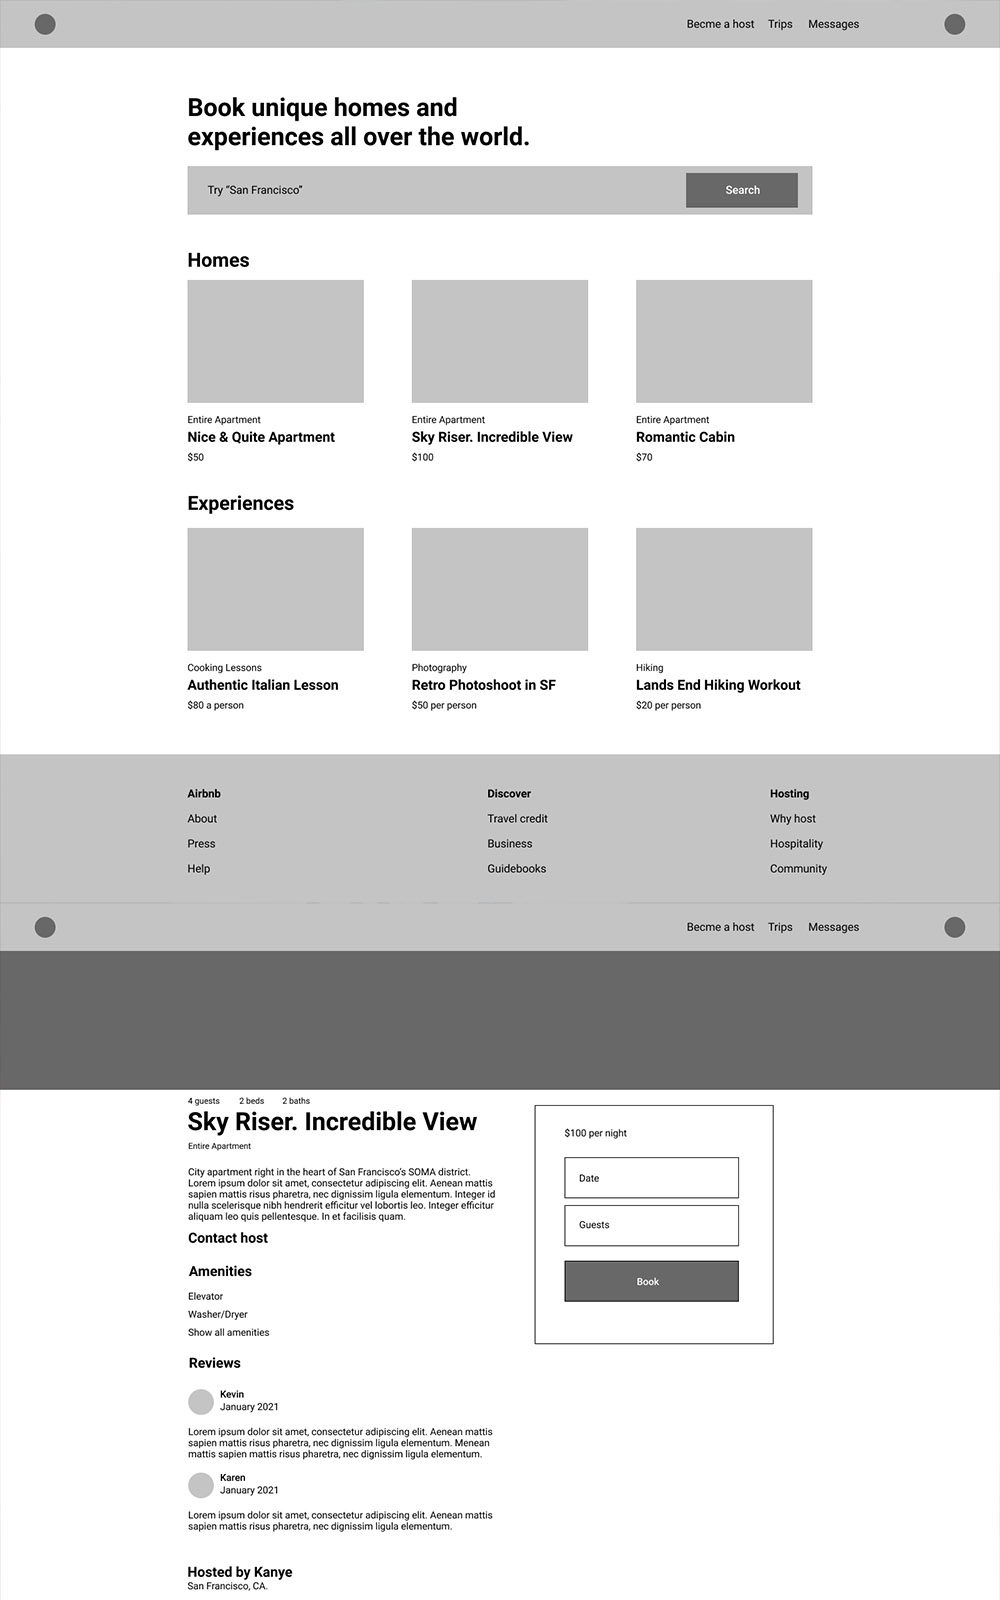 Becme a host Trips Messages
Book unique homes and
experiences all over the world.
Try “San Francisco”
Search
Homes
Entire Apartment
Nice & Quite Apartment
$50
Entire Apartment
Sky Riser. Incredible View
$100
Entire Apartment
Romantic Cabin
$70
Experiences
Cooking Lessons
Authentic Italian Lesson
$80 a person
Photography
Retro Photoshoot in SF
$50 per person
Hiking
Lands End Hiking Workout
$20 per person
Airbnb
About
Press
Help
Discover
Travel credit
Business
Guidebooks
Hosting
Why host
Hospitality
Community
Becme a host Trips Messages
4 guests 2 beds 2 baths
Sky Riser. Incredible View
Entire Apartment
City apartment right in the heart of San Francisco’s SOMA district.
Lorem ipsum dolor sit amet, consectetur adipiscing elit. Aenean mattis
sapien mattis risus pharetra, nec dignissim ligula elementum. Integer id
nulla scelerisque nibh hendrerit efficitur vel lobortis leo. Integer efficitur
aliquam leo quis pellentesque. In et facilisis quam.
Contact host
Amenities
Elevator
Washer/Dryer
Show all amenities
Reviews
Kevin
January 2021
Lorem ipsum dolor sit amet, consectetur adipiscing elit. Aenean mattis
sapien mattis risus pharetra, nec dignissim ligula elementum. Menean
mattis sapien mattis risus pharetra, nec dignissim ligula elementum.
Karen
January 2021
Lorem ipsum dolor sit amet, consectetur adipiscing elit. Aenean mattis
sapien mattis risus pharetra, nec dignissim ligula elementum.
Hosted by Kanye
San Francisco, CA.
$100 per night
Date
Guests
Book